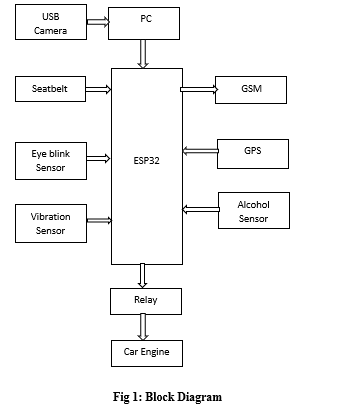 USB
Camera
PC
Seatbelt
GSM
Eye blink
Sensor
ESP32
GPS
Vibration
Sensor
Alcohol
Sensor
Relay
Car Engine
Fig 1: Block Diagram